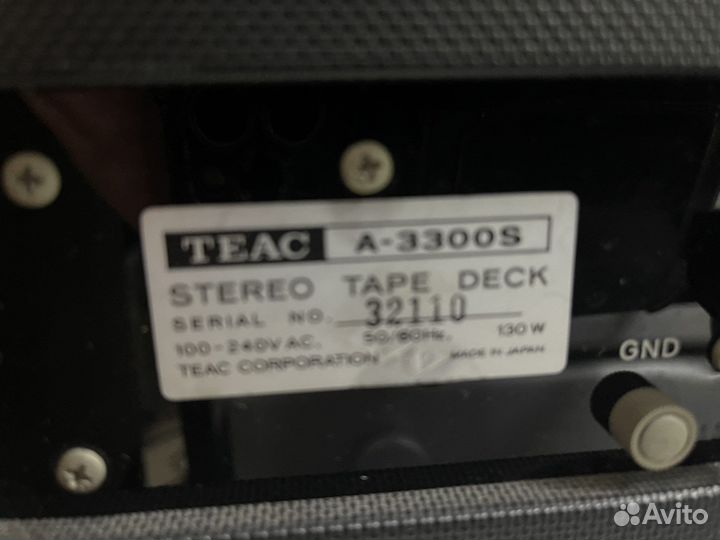 TEAC A-3300S
STEREO TAPE DECK
SERIAL NO. 32110
100-240V AC. 50/60Hz. 130W
TEAC CORPORATION MADE IN JAPAN
GND
Avito